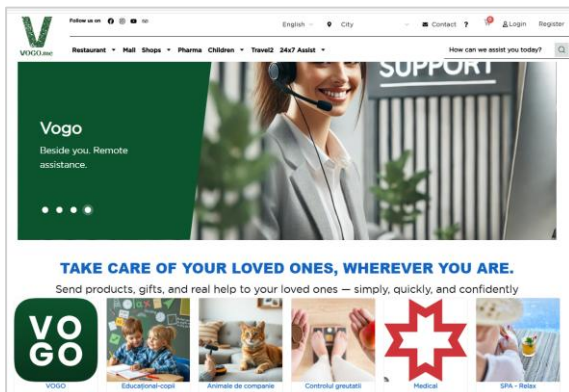 Follow us on
English
City
Contact
?
Login
Register
VOGO.me
Restaurant
Mall
Shops
Pharma
Children
Travel2
24x7 Assist
How can we assist you today?
SUPPORT
Vogo
Beside you. Remote
assistance.
TAKE CARE OF YOUR LOVED ONES, WHEREVER YOU ARE.
Send products, gifts, and real help to your loved ones — simply, quickly, and confidently
VO
GO
VOGO
Educațional-copii
Animale de companie
Controlul greutatii
Medical
SPA - Relax